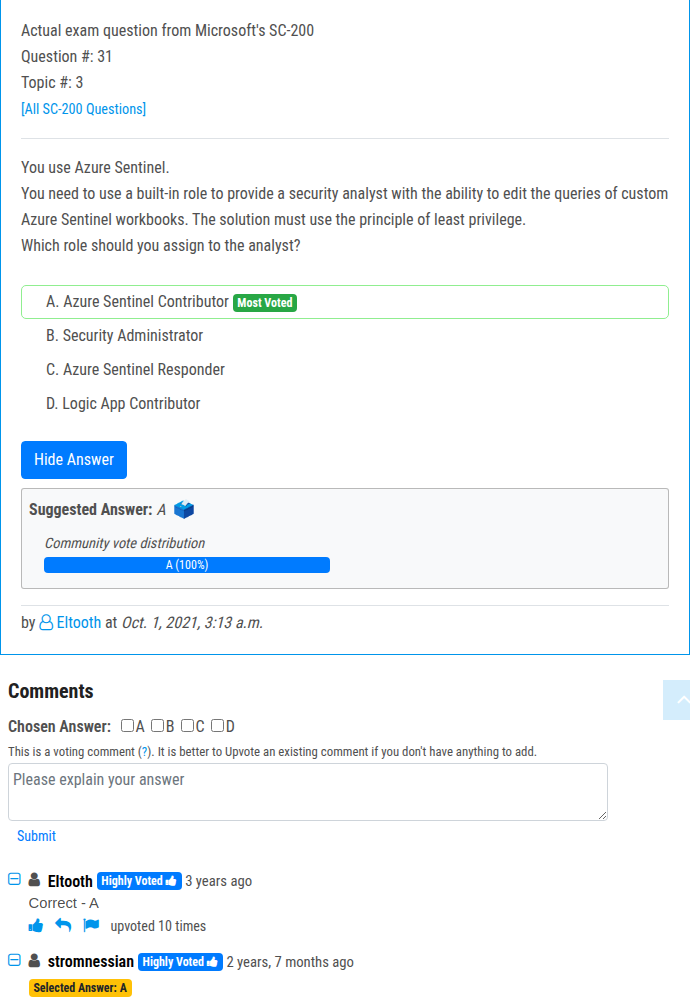 Actual exam question from Microsoft's SC-200
Question #: 31
Topic #: 3
[All SC-200 Questions]
You use Azure Sentinel.
You need to use a built-in role to provide a security analyst with the ability to edit the queries of custom
Azure Sentinel workbooks. The solution must use the principle of least privilege.
Which role should you assign to the analyst?
A. Azure Sentinel Contributor Most Voted
B. Security Administrator
C. Azure Sentinel Responder
D. Logic App Contributor
Hide Answer
Suggested Answer: A
Community vote distribution
A (100%)
by Eltooth at Oct. 1, 2021, 3:13 a.m.
Comments
Chosen Answer: A B C D
This is a voting comment (?). It is better to Upvote an existing comment if you don't have anything to add.
Please explain your answer
Submit
Eltooth Highly Voted 3 years ago
Correct - A
upvoted 10 times
stromnessian Highly Voted 2 years, 7 months ago
Selected Answer: A